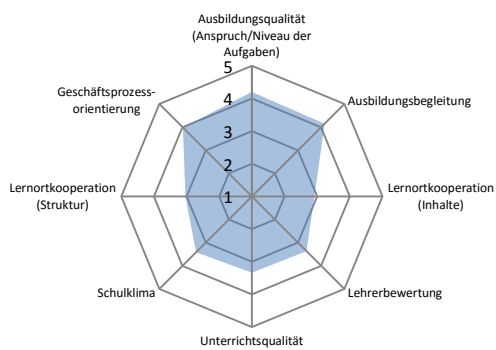 Ausbildungsqualität
(Anspruch/Niveau der
Aufgaben)
5
4
3
2
1
Geschäftsprozess-
orientierung
Ausbildungsbegleitung
Lernortkooperation
(Struktur)
Lernortkooperation
(Inhalte)
Schulklima
Lehrerbewertung
Unterrichtsqualität